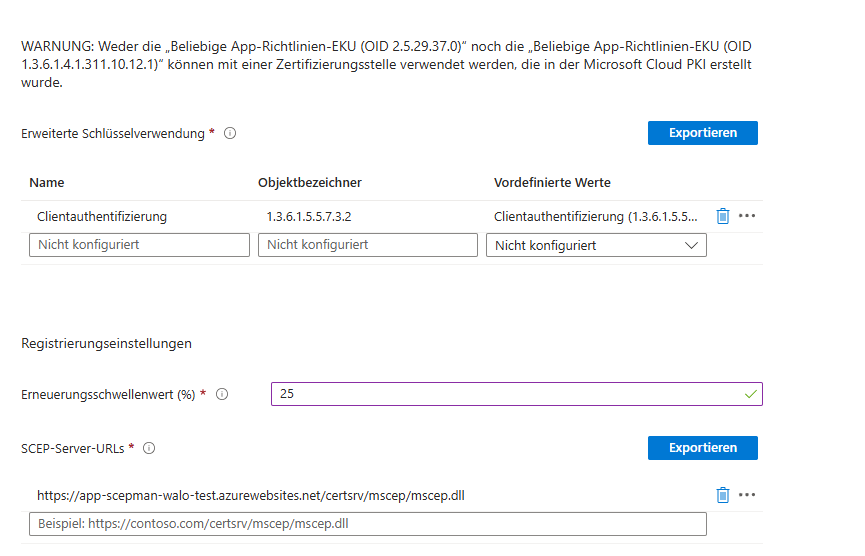 WARNUNG: Weder die „Beliebige App-Richtlinien-EKU (OID 2.5.29.37.0)“ noch die „Beliebige App-Richtlinien-EKU (OID
1.3.6.1.4.1.311.10.12.1)“ können mit einer Zertifizierungsstelle verwendet werden, die in der Microsoft Cloud PKI erstellt
wurde.
Erweiterte Schlüsselverwendung * Exportieren
Name Objektbezeichner Vordefinierte Werte
Clientauthentifizierung 1.3.6.1.5.5.7.3.2 Clientauthentifizierung (1.3.6.1.5.5...
Nicht konfiguriert Nicht konfiguriert Nicht konfiguriert
Registrierungseinstellungen
Erneuerungsschwellenwert (%) * 25
SCEP-Server-URLs * Exportieren
https://app-scepman-walo-test.azurewebsites.net/certsrv/mscep/mscep.dll
Beispiel: https://contoso.com/certsrv/mscep/mscep.dll